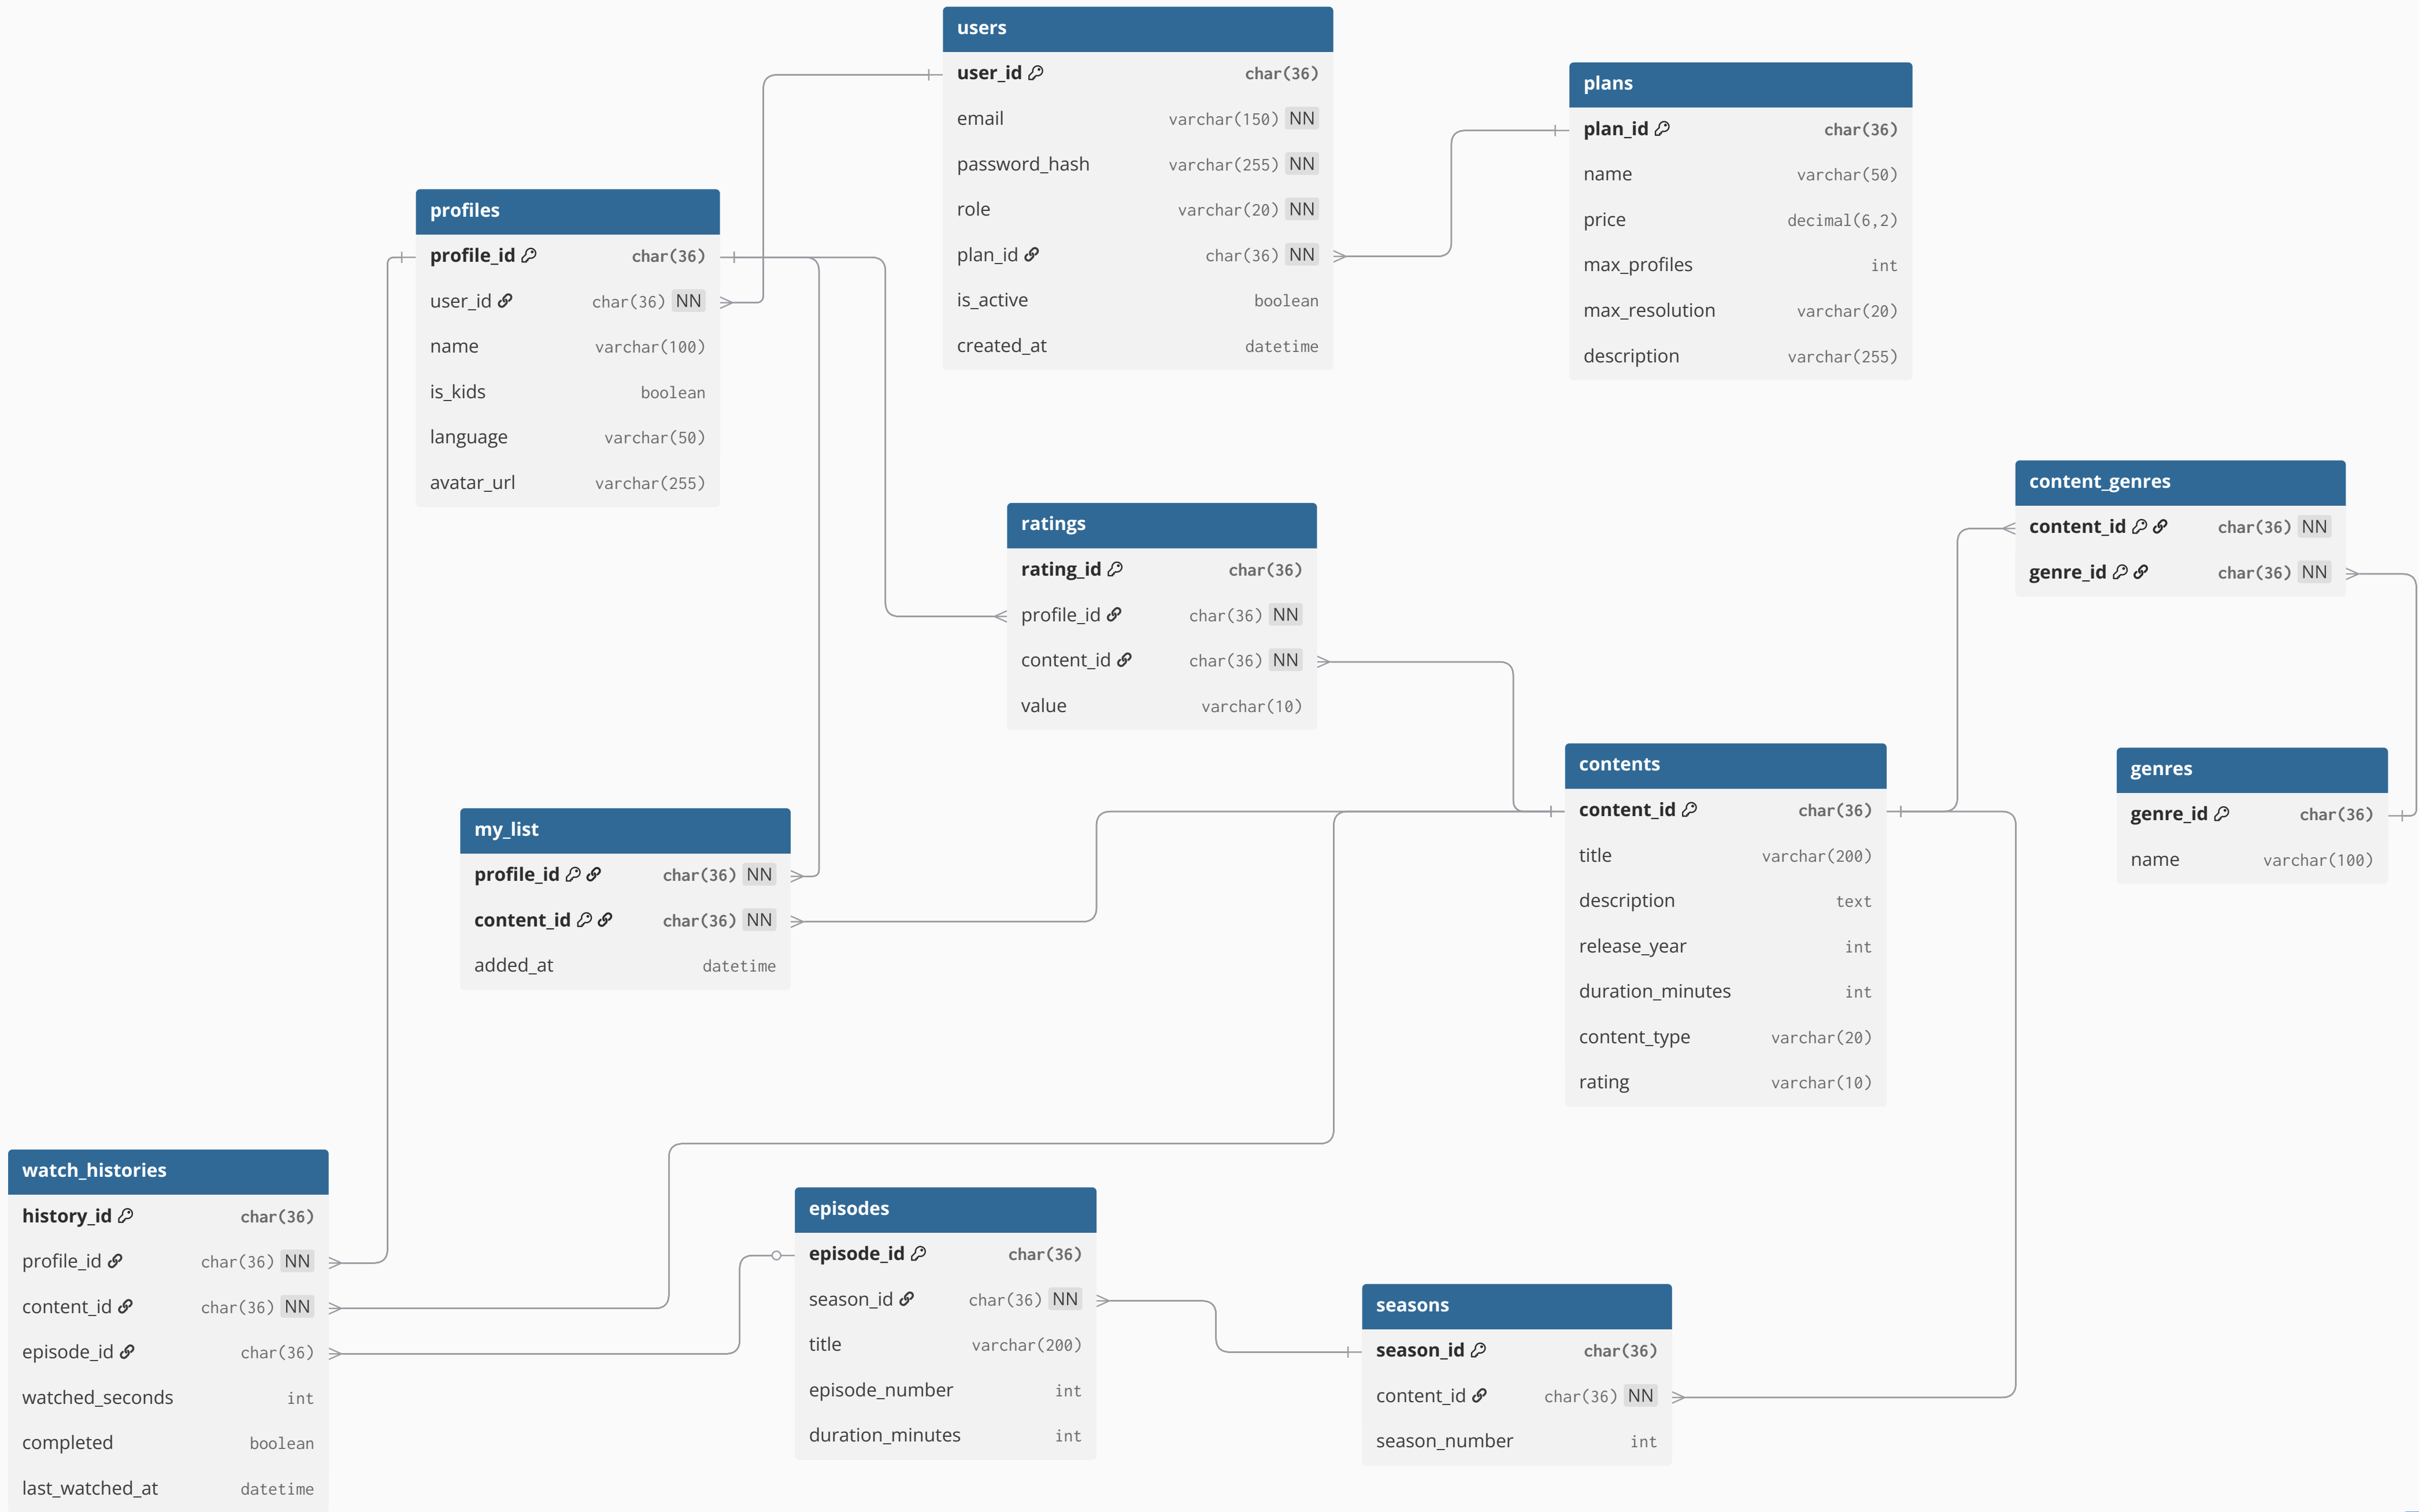 users
user_id char(36)
email varchar(150) NN
password_hash varchar(255) NN
role varchar(20) NN
plan_id char(36) NN
is_active boolean
created_at datetime
plans
plan_id char(36)
name varchar(50)
price decimal(6,2)
max_profiles int
max_resolution varchar(20)
description varchar(255)
profiles
profile_id char(36)
user_id char(36) NN
name varchar(100)
is_kids boolean
language varchar(50)
avatar_url varchar(255)
content_genres
content_id char(36) NN
genre_id char(36) NN
ratings
rating_id char(36)
profile_id char(36) NN
content_id char(36) NN
value varchar(10)
contents
content_id char(36)
title varchar(200)
description text
release_year int
duration_minutes int
content_type varchar(20)
rating varchar(10)
genres
genre_id char(36)
name varchar(100)
my_list
profile_id char(36) NN
content_id char(36) NN
added_at datetime
watch_histories
history_id char(36)
profile_id char(36) NN
content_id char(36) NN
episode_id char(36)
watched_seconds int
completed boolean
last_watched_at datetime
episodes
episode_id char(36)
season_id char(36) NN
title varchar(200)
episode_number int
duration_minutes int
seasons
season_id char(36)
content_id char(36) NN
season_number int